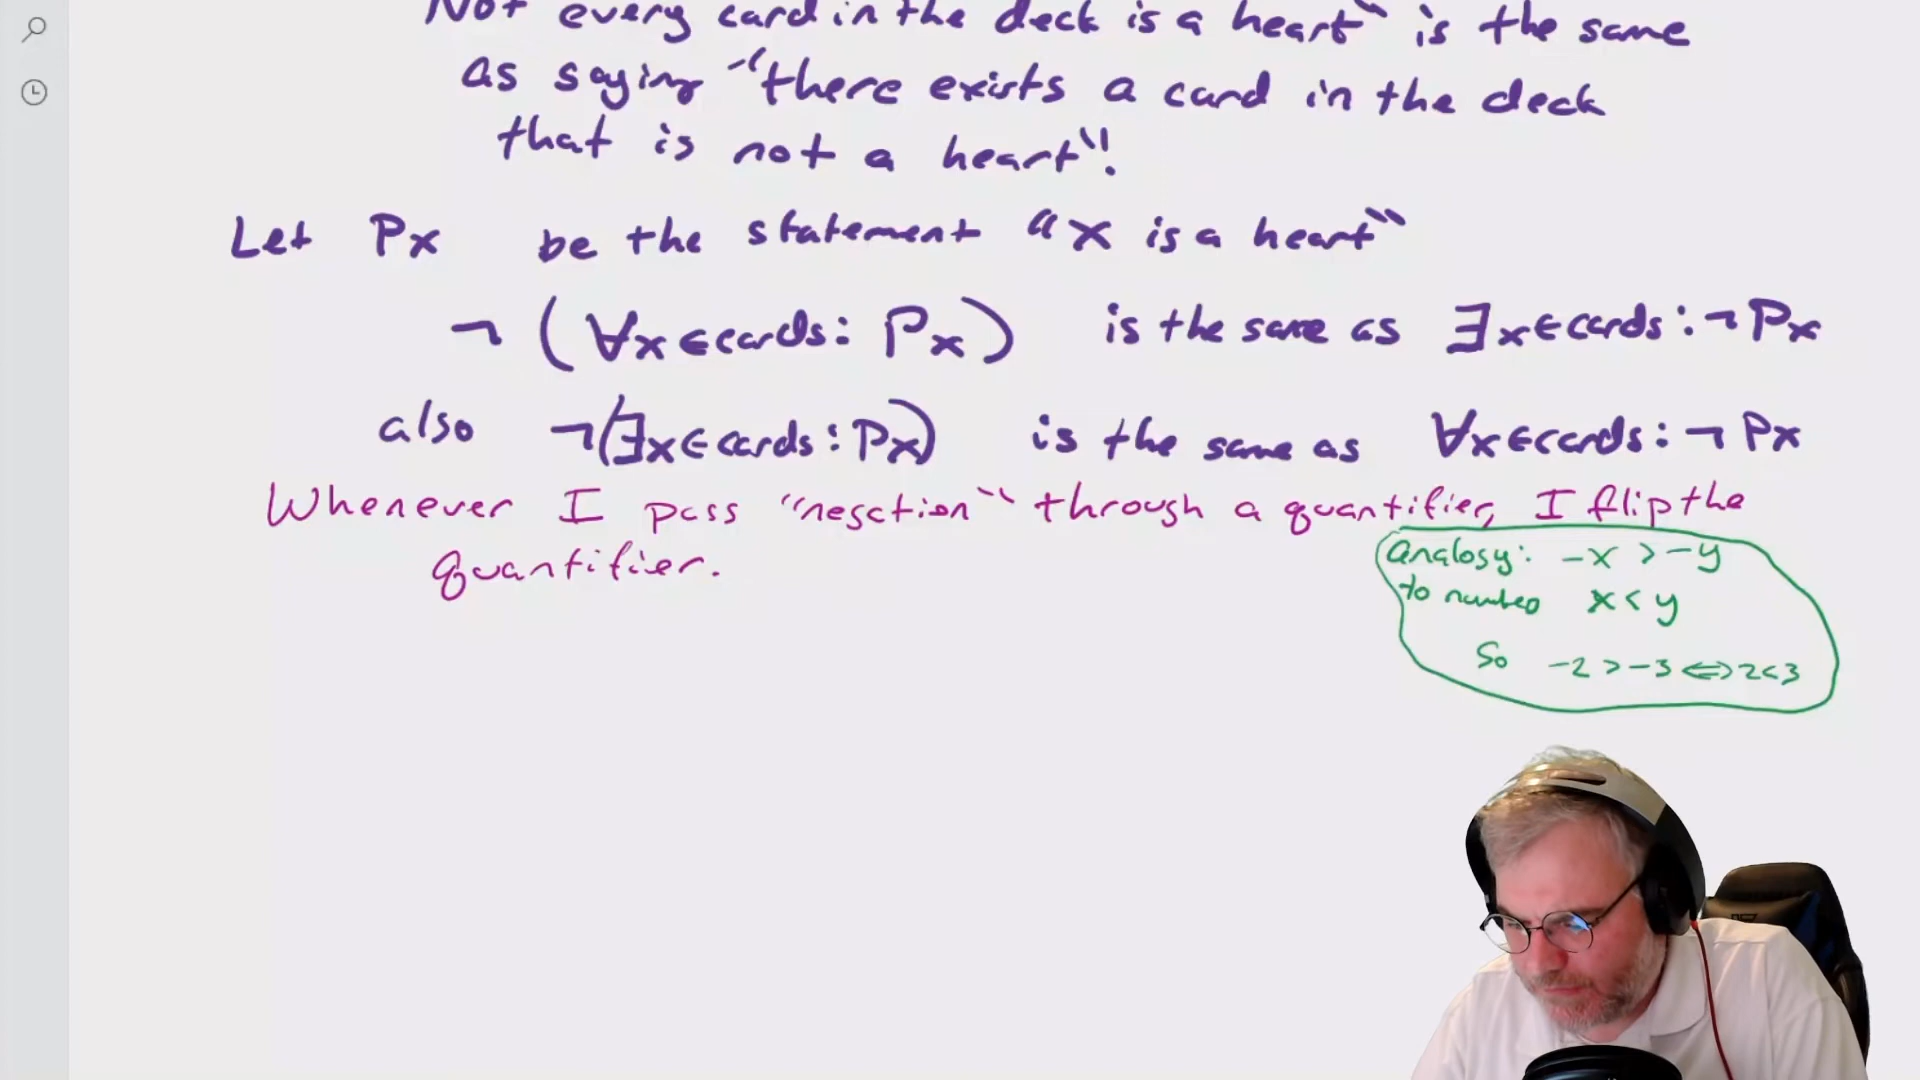 Not every card in the deck is a heart" is the same
as saying "there exists a card in the deck
that is not a heart"!
Let Px be the statement "x is a heart"
¬(∀x∈cards: Px) is the same as ∃x∈cards:¬Px
also ¬(∃x∈cards:Px) is the same as ∀x∈cards:¬Px
Whenever I pass "negation" through a quantifier, I flip the
quantifier.
analogy: -x > -y
to numbers x < y
So -2 > -3 ⟺ 2<3